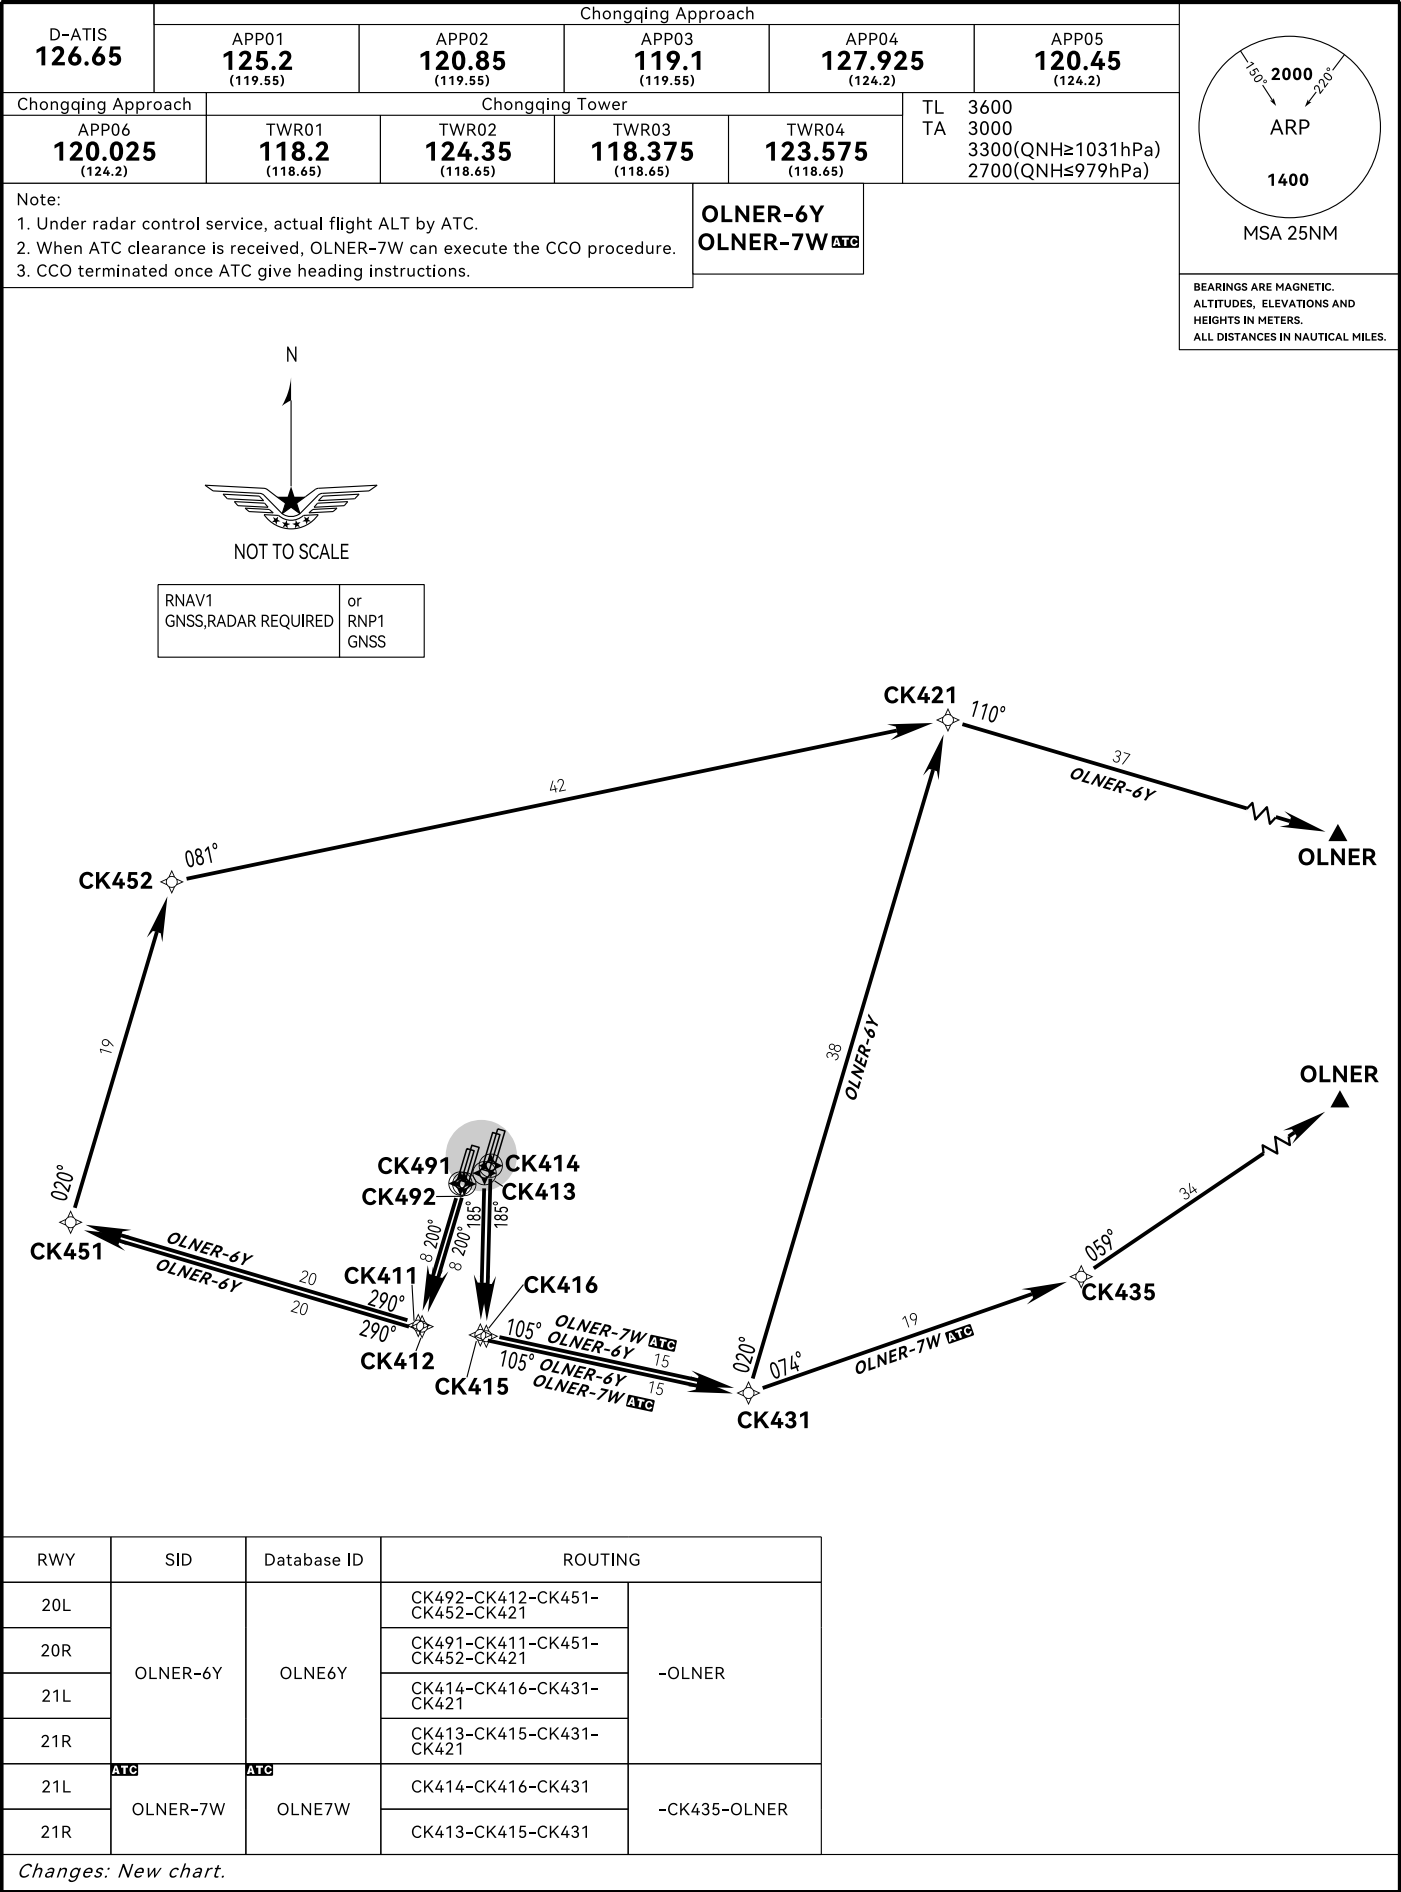 Chongqing Approach
D-ATIS
126.65
APP01
125.2
(119.55)
APP02
120.85
(119.55)
APP03
119.1
(119.55)
APP04
127.925
(124.2)
APP05
120.45
(124.2)
Chongqing Approach
APP06
120.025
(124.2)
Chongqing Tower
TWR01
118.2
(118.65)
TWR02
124.35
(118.65)
TWR03
118.375
(118.65)
TWR04
123.575
(118.65)
TL 3600
TA 3000
3300(QNH≥1031hPa)
2700(QNH≤979hPa)
150°
2000
220°
ARP
1400
MSA 25NM
BEARINGS ARE MAGNETIC.
ALTITUDES, ELEVATIONS AND
HEIGHTS IN METERS.
ALL DISTANCES IN NAUTICAL MILES.
Note:
1. Under radar control service, actual flight ALT by ATC.
2. When ATC clearance is received, OLNER-7W can execute the CCO procedure.
3. CCO terminated once ATC give heading instructions.
OLNER-6Y
OLNER-7W ATC
N
NOT TO SCALE
RNAV1
GNSS,RADAR REQUIRED
or
RNP1
GNSS
CK421
110°
37
OLNER-6Y
OLNER
42
081°
CK452
19
38
OLNER-6Y
OLNER
020°
CK451
CK491
CK492
CK414
CK413
8 200°
8 200°
185°
185°
OLNER-6Y
OLNER-6Y
20
20
290°
290°
CK411
CK412
CK416
CK415
105°
OLNER-7W ATC
OLNER-6Y
15
105°
OLNER-6Y
OLNER-7W ATC
15
020°
074°
CK431
19
OLNER-7W ATC
059°
CK435
34
RWY SID Database ID ROUTING
20L
CK492-CK412-CK451-
CK452-CK421
20R
CK491-CK411-CK451-
CK452-CK421
OLNER-6Y OLNE6Y -OLNER
21L
CK414-CK416-CK431-
CK421
21R
CK413-CK415-CK431-
CK421
ATC ATC
21L CK414-CK416-CK431
OLNER-7W OLNE7W -CK435-OLNER
21R CK413-CK415-CK431
Changes: New chart.